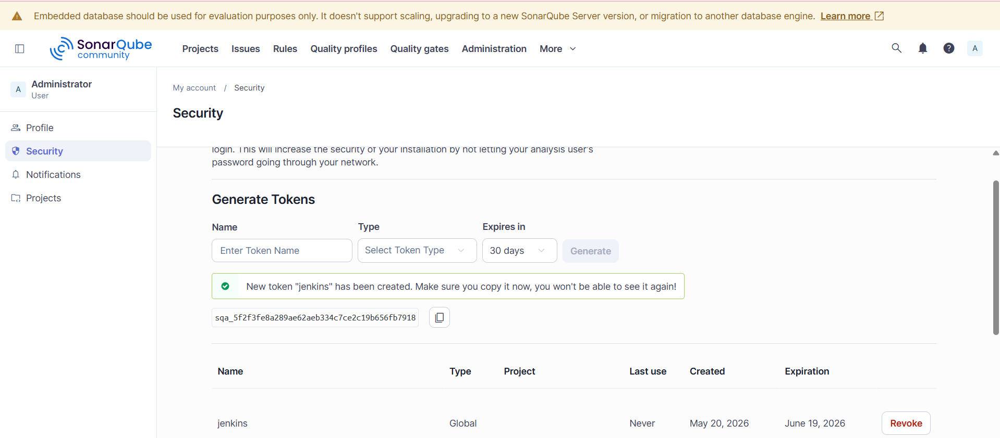 Embedded database should be used for evaluation purposes only. It doesn't support scaling, upgrading to a new SonarQube Server version, or migration to another database engine. Learn more
SonarQube community
Projects Issues Rules Quality profiles Quality gates Administration More
? A
A Administrator
User
Profile
Security
Notifications
Projects
My account / Security
Security
login. This will increase the security of your installation by not letting your analysis user's
password going through your network.
Generate Tokens
Name Type Expires in
Enter Token Name Select Token Type 30 days Generate
New token "jenkins" has been created. Make sure you copy it now, you won't be able to see it again!
sqa_5f2f3fe8a289ae62aeb334c7ce2c19b656fb7918
Name Type Project Last use Created Expiration
jenkins Global Never May 20, 2026 June 19, 2026 Revoke